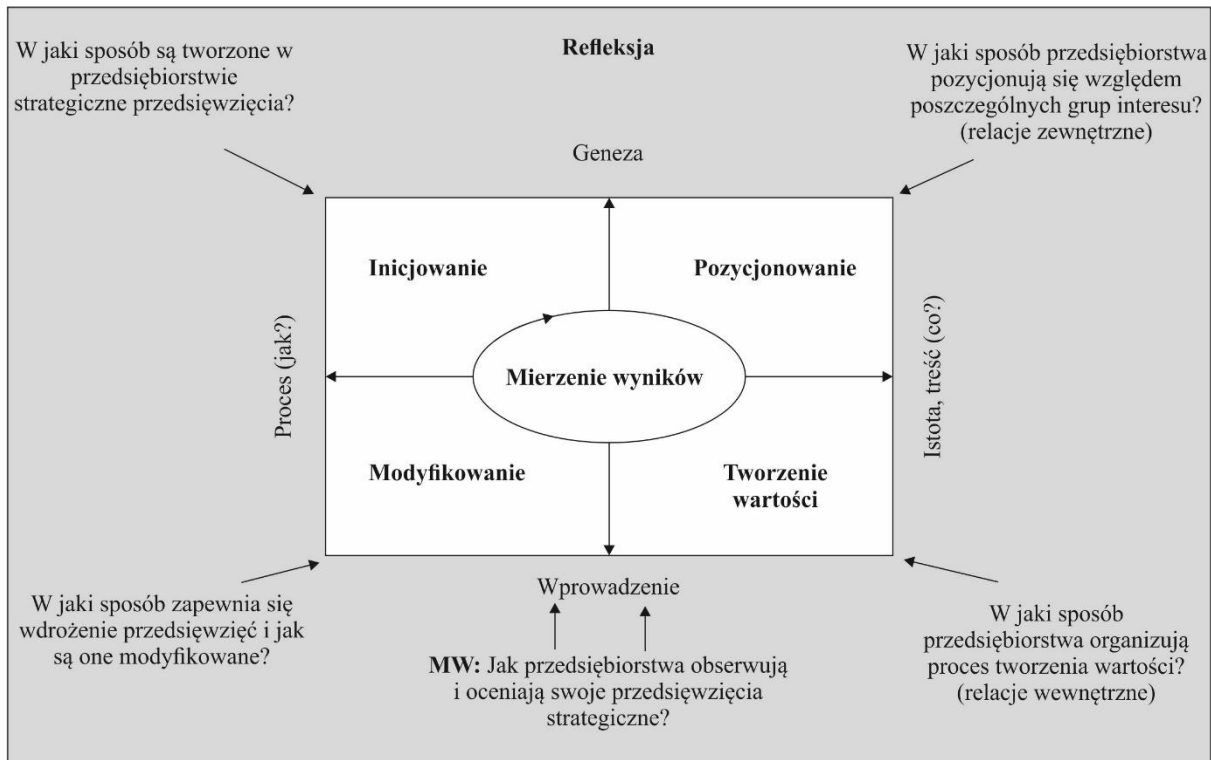 Refleksja
W jaki sposób są tworzone w
przedsiębiorstwie
strategiczne przedsięwzięcia?
W jaki sposób przedsiębiorstwa
pozycjonują się względem
poszczególnych grup interesu?
(relacje zewnętrzne)
Geneza
Inicjowanie
Pozycjonowanie
Proces (jak?)
Mierzenie wyników
Istota, treść (co?)
Modyfikowanie
Tworzenie
wartości
Wprowadzenie
W jaki sposób zapewnia się
wdrożenie przedsięwzięć i jak
są one modyfikowane?
MW: Jak przedsiębiorstwa obserwują
i oceniają swoje przedsięwzięcia
strategiczne?
W jaki sposób
przedsiębiorstwa organizują
proces tworzenia wartości?
(relacje wewnętrzne)